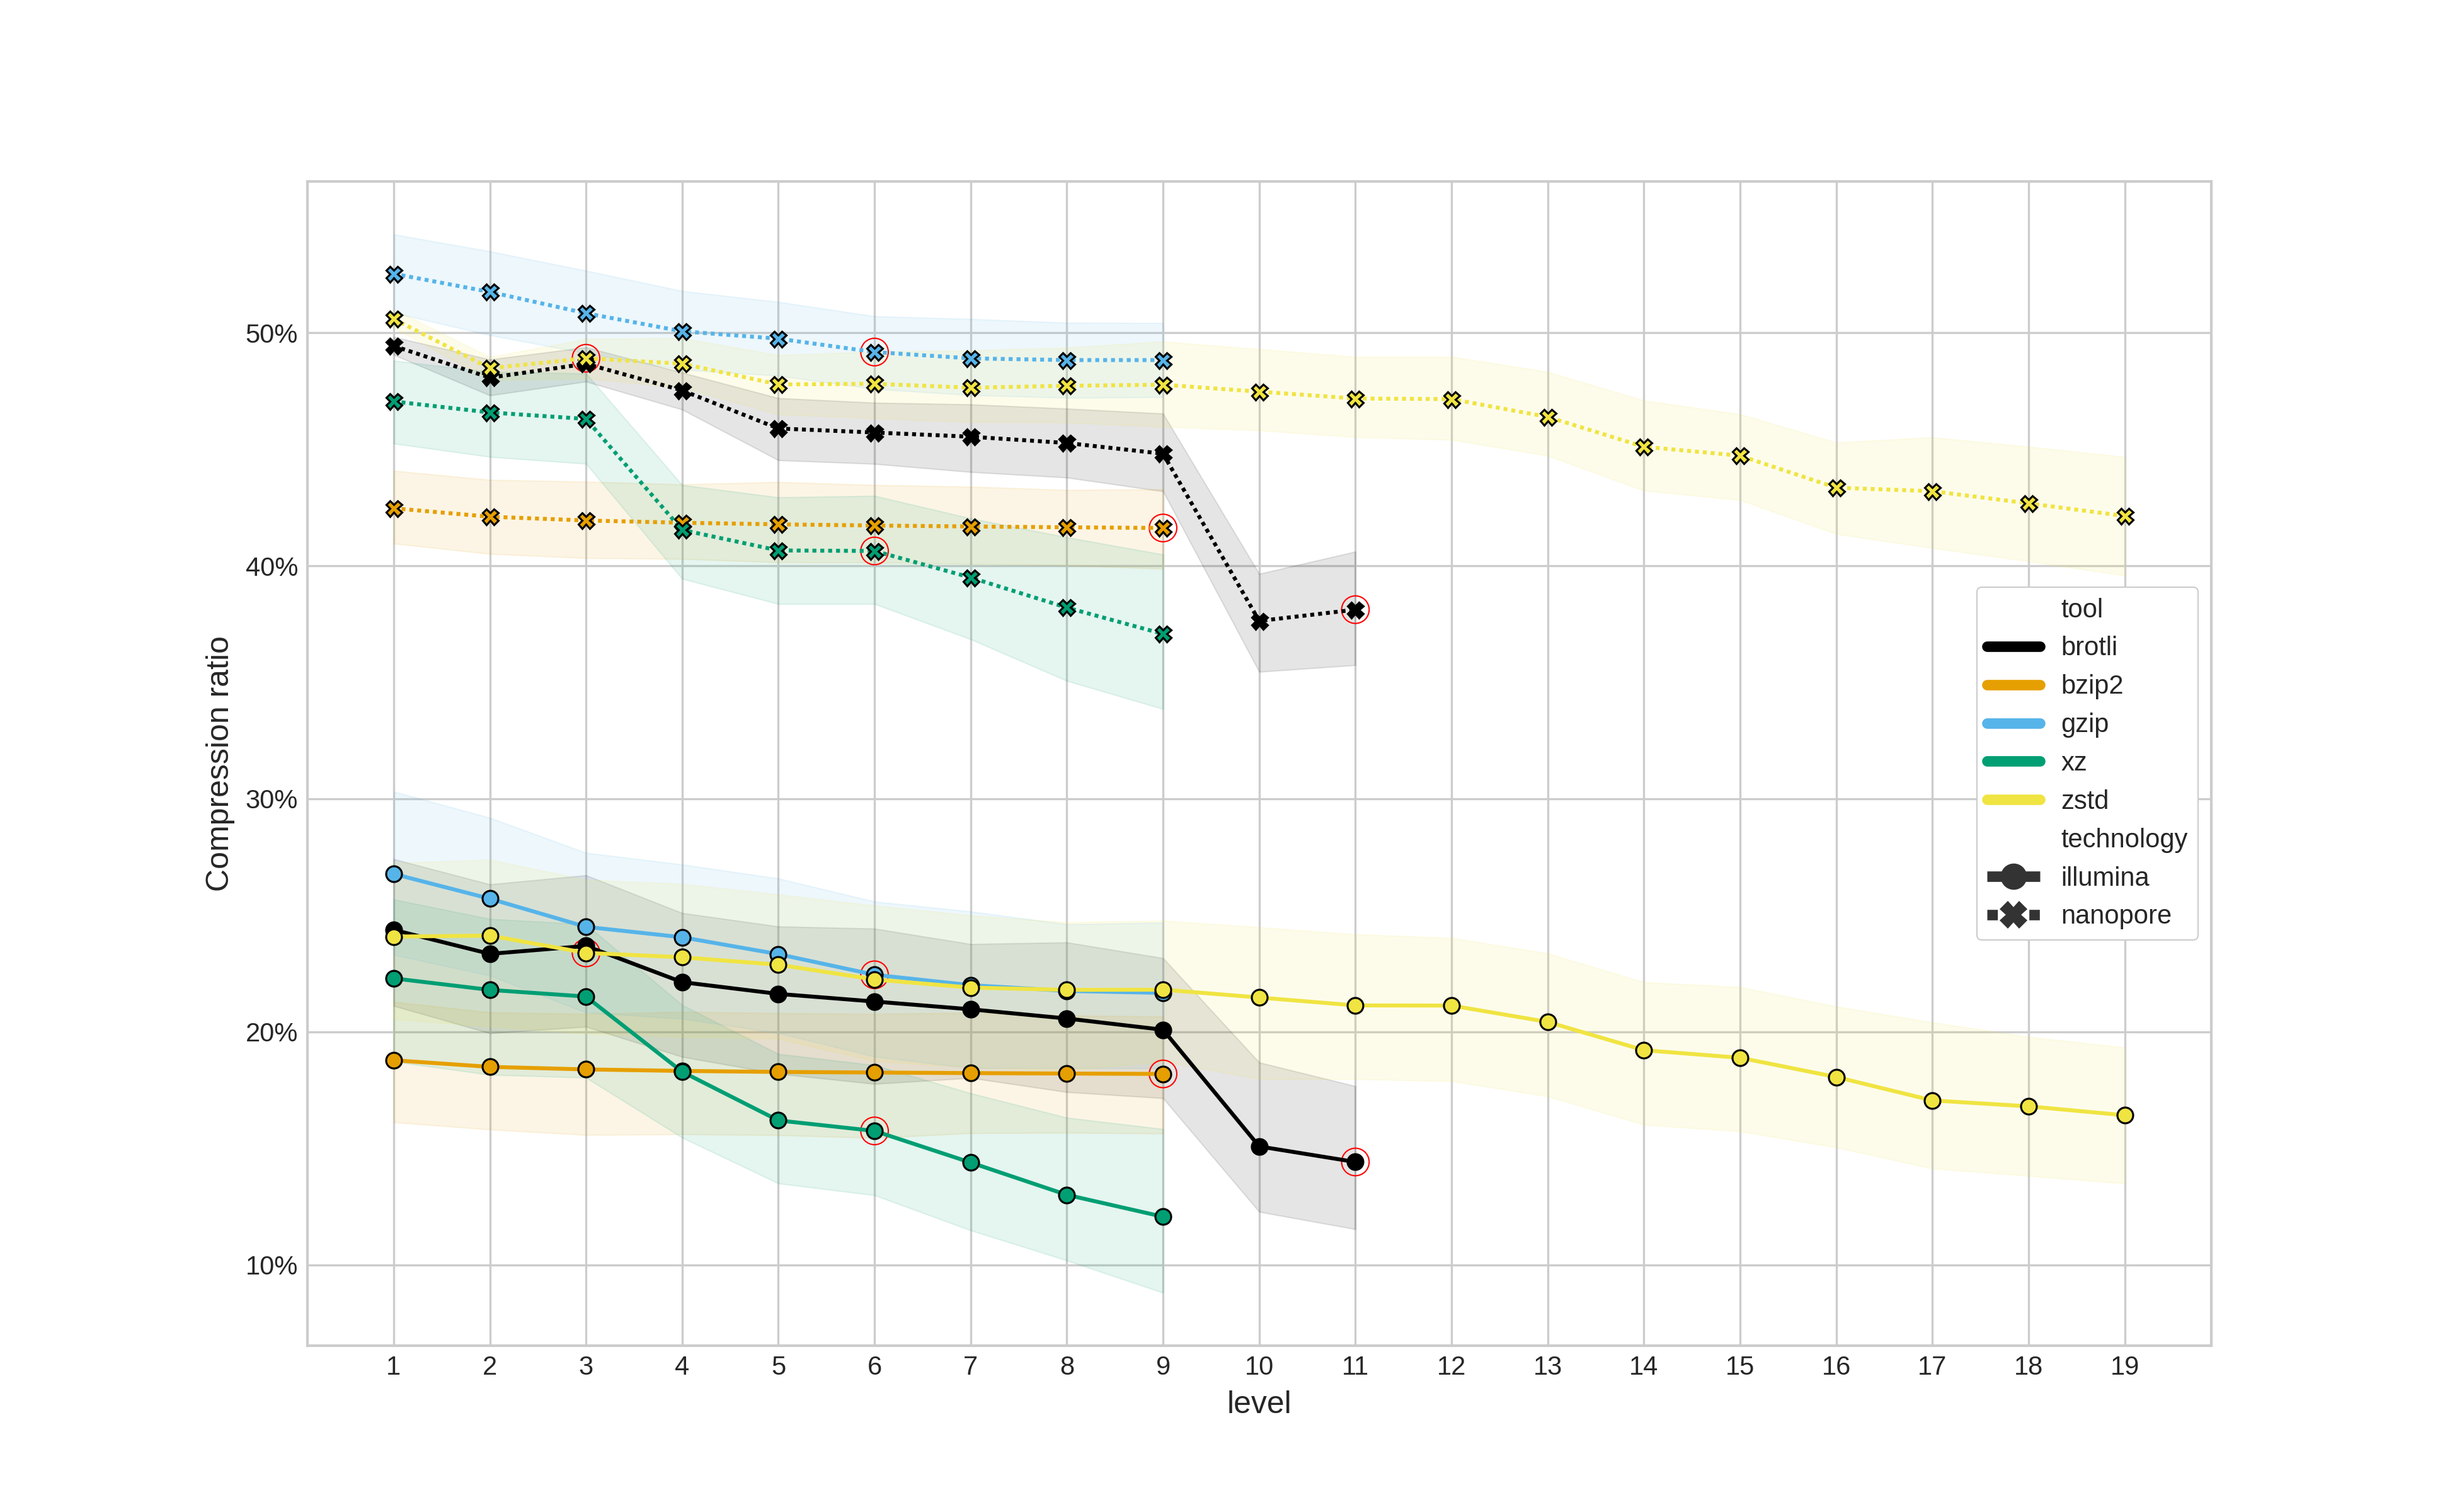 50%
40%
30%
20%
10%
Compression ratio
1 2 3 4 5 6 7 8 9 10 11 12 13 14 15 16 17 18 19
level
tool
brotli
bzip2
gzip
xz
zstd
technology
illumina
nanopore